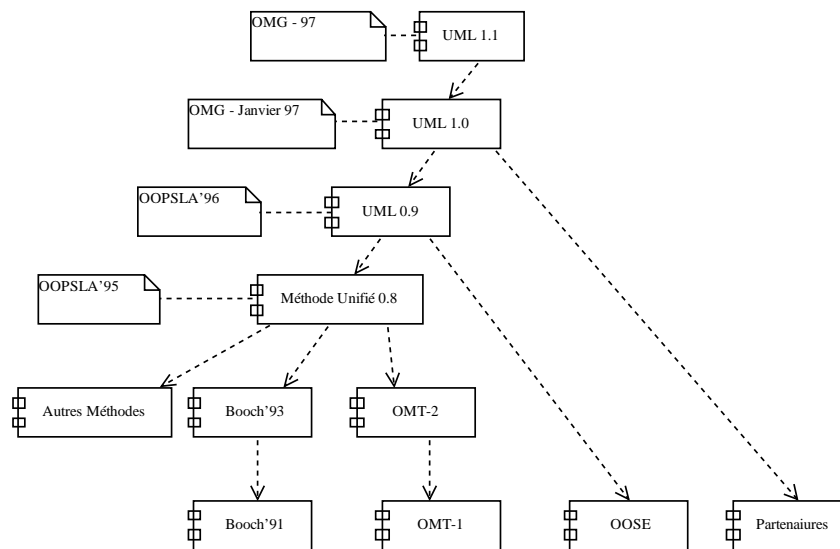 OMG - 97
UML 1.1
OMG - Janvier 97
UML 1.0
OOPSLA'96
UML 0.9
OOPSLA'95
Méthode Unifié 0.8
Autres Méthodes
Booch'93
OMT-2
Booch'91
OMT-1
OOSE
Partenaiures